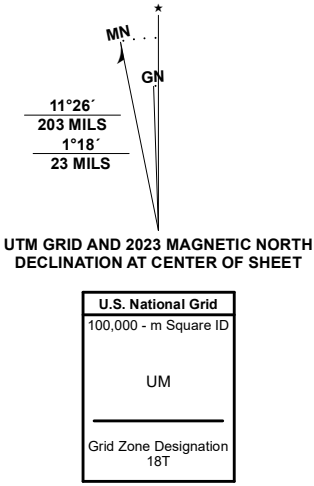 MN
GN
11°26´
203 MILS
1°18´
23 MILS
UTM GRID AND 2023 MAGNETIC NORTH
DECLINATION AT CENTER OF SHEET
U.S. National Grid
100,000 - m Square ID
UM
Grid Zone Designation
18T